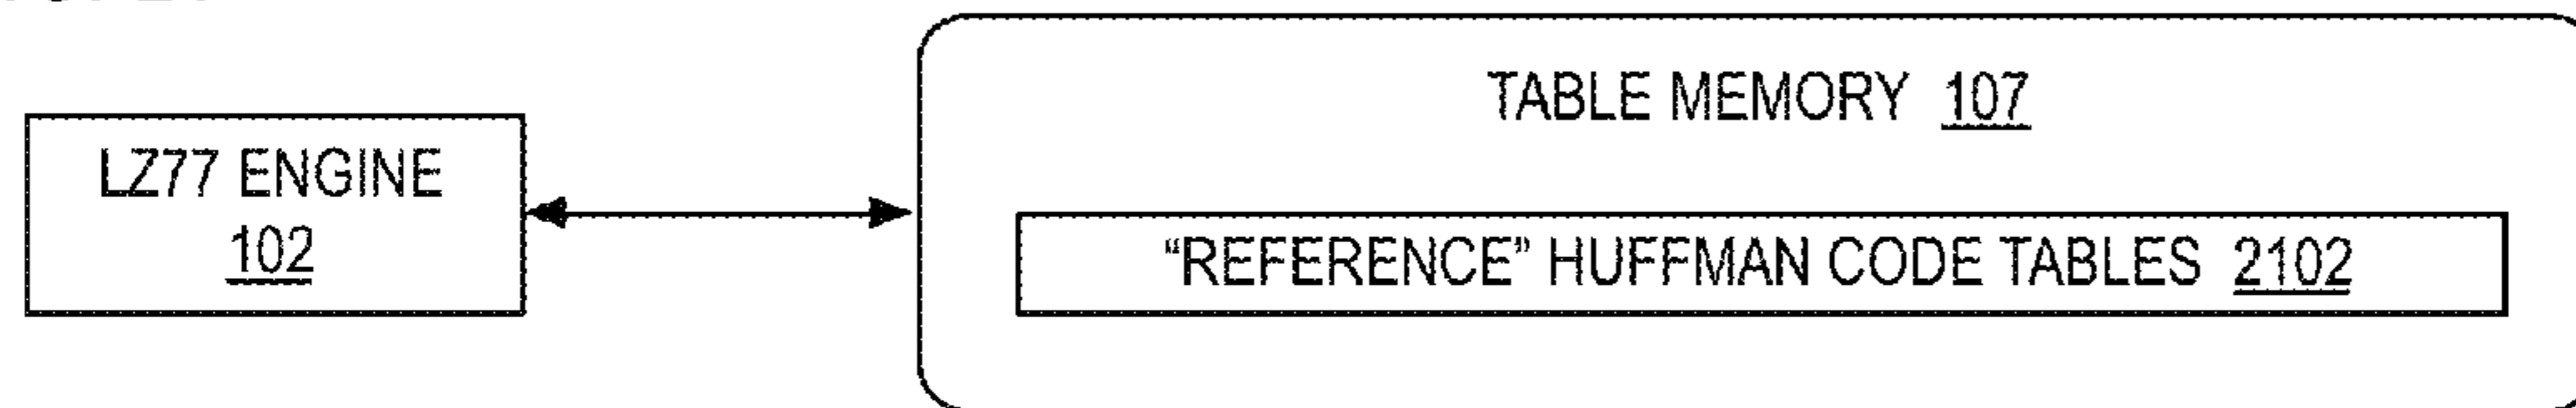 LZ77 ENGINE
102
TABLE MEMORY 107
“REFERENCE” HUFFMAN CODE TABLES 2102